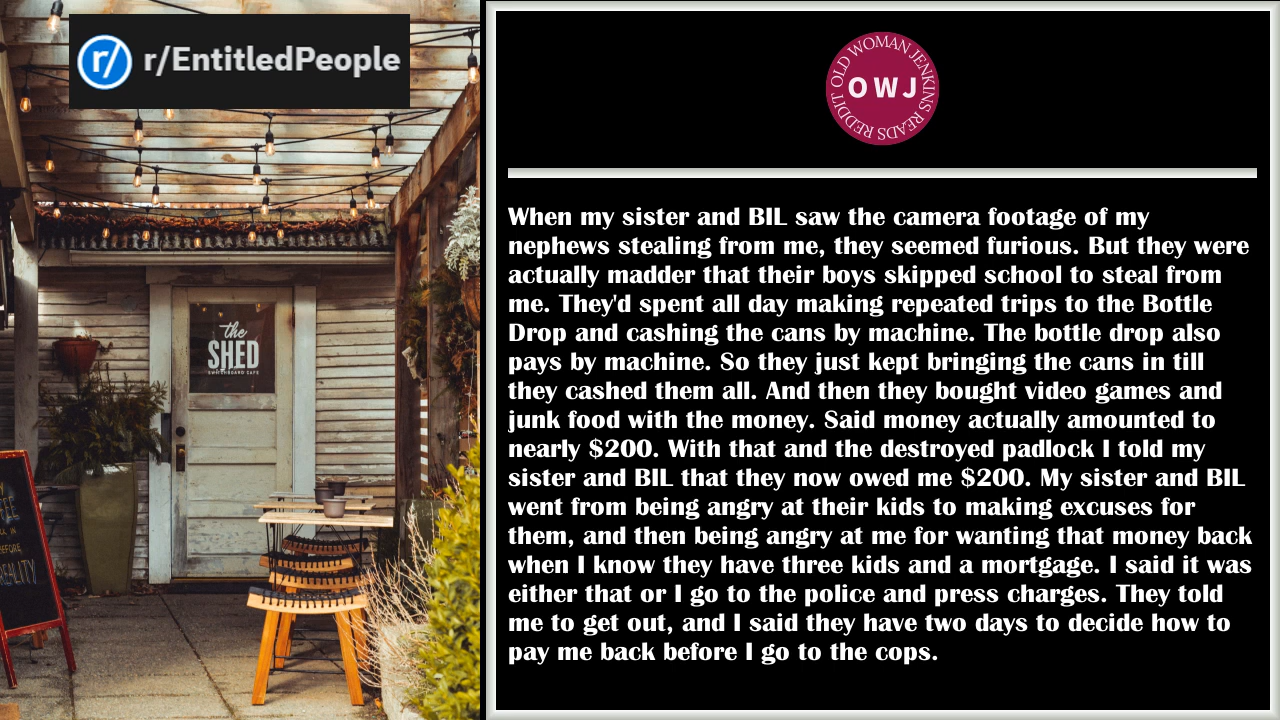 r/ r/EntitledPeople
OLD WOMAN JENKINS READS REDDIT
OWJ
the
SHED
When my sister and BIL saw the camera footage of my
nephews stealing from me, they seemed furious. But they were
actually madder that their boys skipped school to steal from
me. They'd spent all day making repeated trips to the Bottle
Drop and cashing the cans by machine. The bottle drop also
pays by machine. So they just kept bringing the cans in till
they cashed them all. And then they bought video games and
junk food with the money. Said money actually amounted to
nearly $200. With that and the destroyed padlock I told my
sister and BIL that they now owed me $200. My sister and BIL
went from being angry at their kids to making excuses for
them, and then being angry at me for wanting that money back
when I know they have three kids and a mortgage. I said it was
either that or I go to the police and press charges. They told
me to get out, and I said they have two days to decide how to
pay me back before I go to the cops.